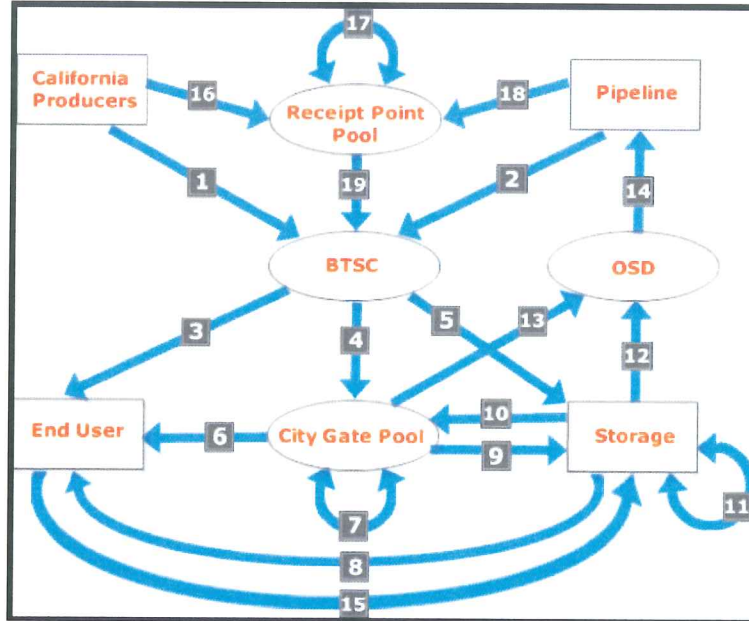 17
California
Producers
16
Receipt Point
Pool
18
Pipeline
1
19
2
14
BTSC
OSD
3
4
5
13
12
End User
6
City Gate Pool
10
9
Storage
7
11
8
15